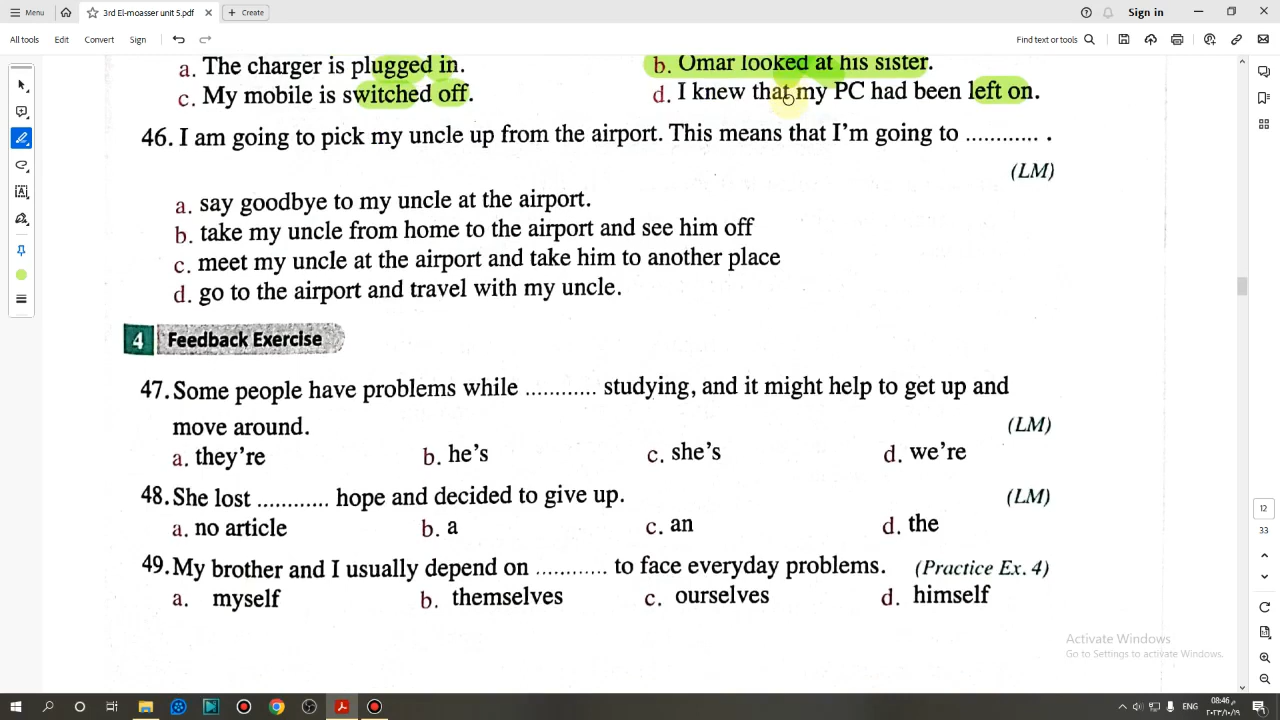 Menu
3rd El-moasser unit 5.pdf
Create
Sign in
All tools
Edit
Convert
Sign
Find text or tools
a. The charger is plugged in.
b. Omar looked at his sister.
c. My mobile is switched off.
d. I knew that my PC had been left on.
46. I am going to pick my uncle up from the airport. This means that I'm going to ............ .
(LM)
a. say goodbye to my uncle at the airport.
b. take my uncle from home to the airport and see him off
c. meet my uncle at the airport and take him to another place
d. go to the airport and travel with my uncle.
4 Feedback Exercise
47. Some people have problems while ............ studying, and it might help to get up and
move around.
(LM)
a. they're
b. he's
c. she's
d. we're
48. She lost ............ hope and decided to give up.
(LM)
a. no article
b. a
c. an
d. the
49. My brother and I usually depend on ............ to face everyday problems.
(Practice Ex. 4)
a. myself
b. themselves
c. ourselves
d. himself
12
33
Activate Windows
Go to Settings to activate Windows.
ENG
08:46 م